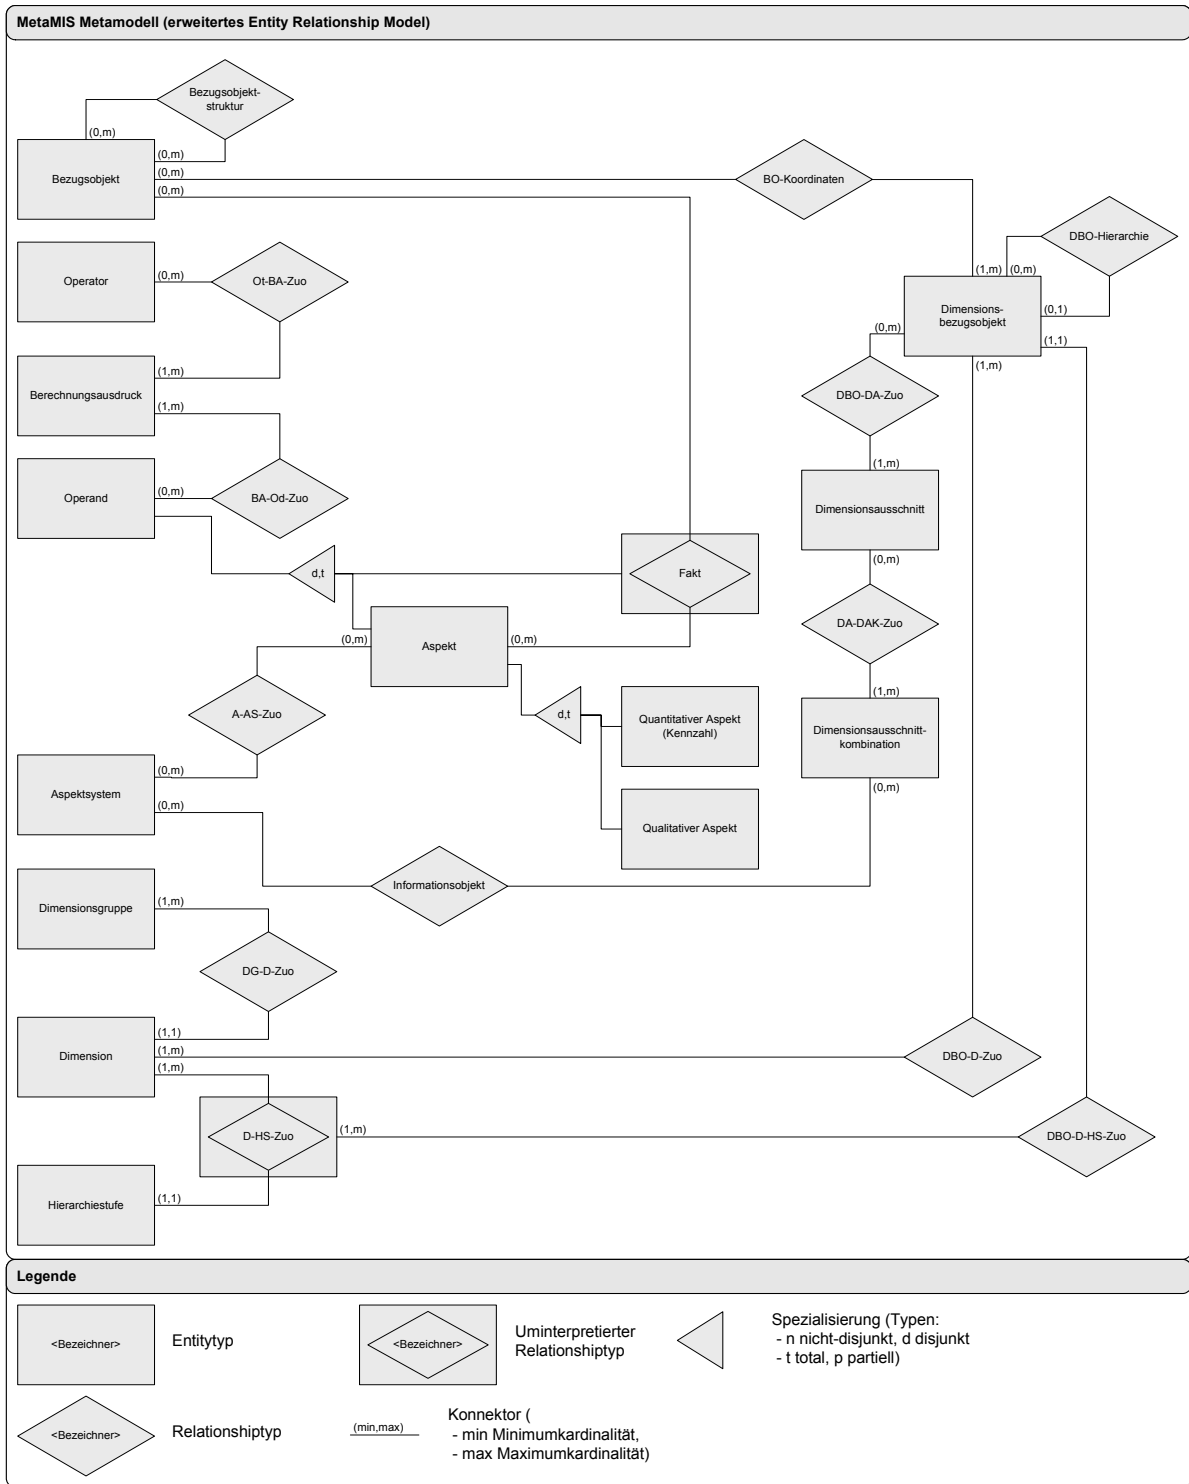 MetaMIS Metamodell (erweitertes Entity Relationship Model)
Bezugsobjekt-
struktur
(0,m)
(0,m)
(0,m)
(0,m)
Bezugsobjekt
BO-Koordinaten
DBO-Hierarchie
Operator
(0,m)
Ot-BA-Zuo
(1,m)
(0,m)
Dimensions-
bezugsobjekt
(0,1)
(0,m)
(1,1)
(1,m)
Berechnungsausdruck
(1,m)
(1,m)
DBO-DA-Zuo
(1,m)
Operand
(0,m)
BA-Od-Zuo
Dimensionsausschnitt
(0,m)
d,t
Fakt
DA-DAK-Zuo
(0,m)
Aspekt
(0,m)
(1,m)
A-AS-Zuo
d,t
Quantitativer Aspekt
(Kennzahl)
Dimensionsausschnitt-
kombination
(0,m)
Aspektsystem
(0,m)
(0,m)
Qualitativer Aspekt
Informationsobjekt
Dimensionsgruppe
(1,m)
DG-D-Zuo
(1,1)
Dimension
(1,m)
(1,m)
DBO-D-Zuo
D-HS-Zuo
(1,m)
DBO-D-HS-Zuo
Hierarchiestufe
(1,1)
Legende
<Bezeichner>
Entitytyp
<Bezeichner>
Uminterpretierter
Relationshiptyp
Spezialisierung (Typen:
- n nicht-disjunkt, d disjunkt
- t total, p partiell)
<Bezeichner>
Relationshiptyp
(min,max)
Konnektor (
- min Minimumkardinalität,
- max Maximumkardinalität)